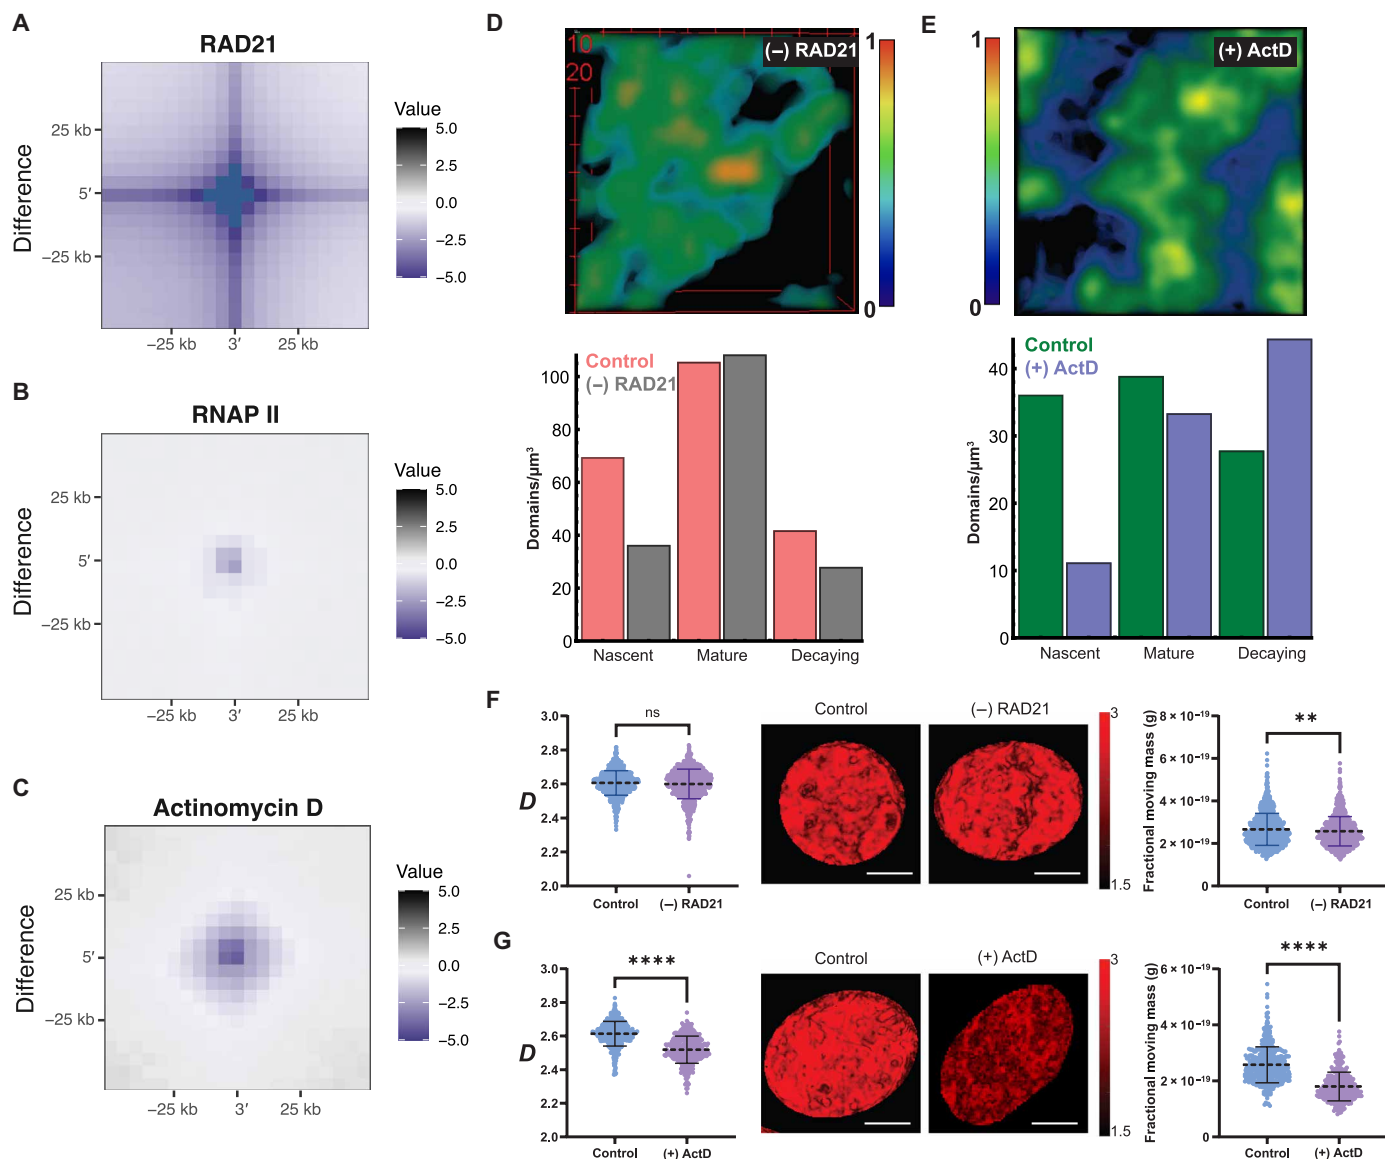 A
RAD21
Difference
25 kb
5′
−25 kb
−25 kb
3′
25 kb
Value
5.0
2.5
0.0
−2.5
−5.0
B
RNAP II
Difference
25 kb
5′
−25 kb
−25 kb
3′
25 kb
Value
5.0
2.5
0.0
−2.5
−5.0
C
Actinomycin D
Difference
25 kb
5′
−25 kb
−25 kb
3′
25 kb
Value
5.0
2.5
0.0
−2.5
−5.0
D
10
20
(−) RAD21
1
0
Control
(−) RAD21
Domains/µm³
100
80
60
40
20
0
Nascent
Mature
Decaying
E
1
0
(+) ActD
Control
(+) ActD
Domains/µm³
40
30
20
10
0
Nascent
Mature
Decaying
F
D
3.0
2.8
2.6
2.4
2.2
2.0
ns
Control
(−) RAD21
Control
(−) RAD21
3
1.5
Fractional moving mass (g)
8 × 10⁻¹⁹
6 × 10⁻¹⁹
4 × 10⁻¹⁹
2 × 10⁻¹⁹
0
**
Control
(−) RAD21
G
D
3.0
2.8
2.6
2.4
2.2
2.0
****
Control
(+) ActD
Control
(+) ActD
3
1.5
Fractional moving mass (g)
6 × 10⁻¹⁹
4 × 10⁻¹⁹
2 × 10⁻¹⁹
0
****
Control
(+) ActD